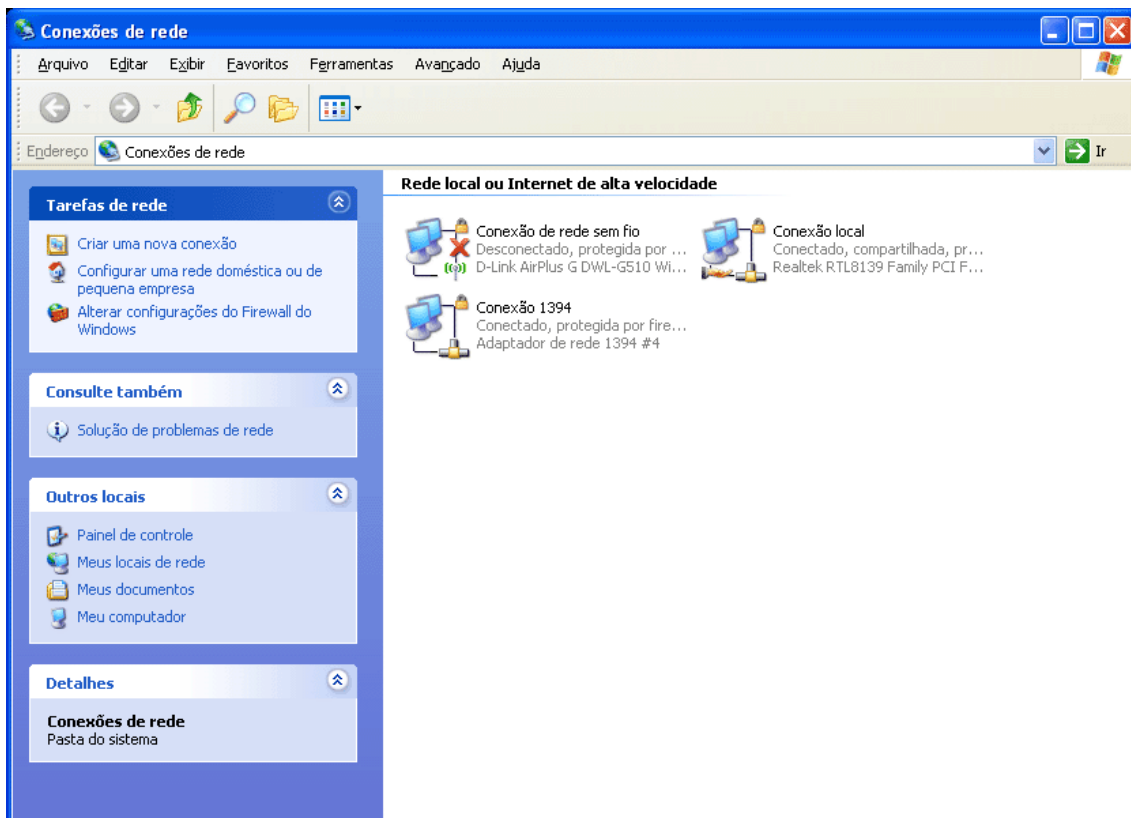 Conexões de rede
Arquivo Editar Exibir Favoritos Ferramentas Avançado Ajuda
Endereço Conexões de rede Ir
Tarefas de rede
Criar uma nova conexão
Configurar uma rede doméstica ou de
pequena empresa
Alterar configurações do Firewall do
Windows
Consulte também
Solução de problemas de rede
Outros locais
Painel de controle
Meus locais de rede
Meus documentos
Meu computador
Detalhes
Conexões de rede
Pasta do sistema
Rede local ou Internet de alta velocidade
Conexão de rede sem fio
Desconectado, protegida por ...
D-Link AirPlus G DWL-G510 Wi...
Conexão local
Conectado, compartilhada, pr...
Realtek RTL8139 Family PCI F...
Conexão 1394
Conectado, protegida por fire...
Adaptador de rede 1394 #4